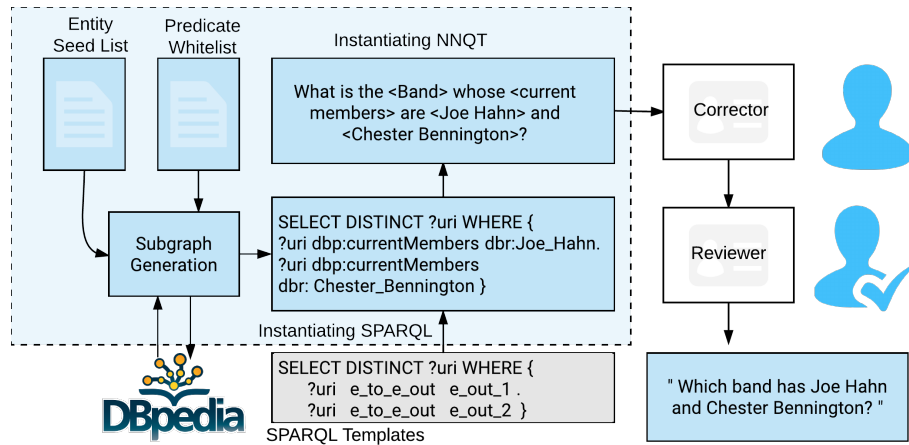 Entity
Seed List
Predicate
Whitelist
Instantiating NNQT
What is the <Band> whose <current
members> are <Joe Hahn> and
<Chester Bennington>?
Corrector
Subgraph
Generation
SELECT DISTINCT ?uri WHERE {
?uri dbp:currentMembers dbr:Joe_Hahn.
?uri dbp:currentMembers
dbr: Chester_Bennington }
Reviewer
Instantiating SPARQL
DBpedia
SELECT DISTINCT ?uri WHERE {
?uri e_to_e_out e_out_1 .
?uri e_to_e_out e_out_2 }
SPARQL Templates
" Which band has Joe Hahn
and Chester Bennington? "